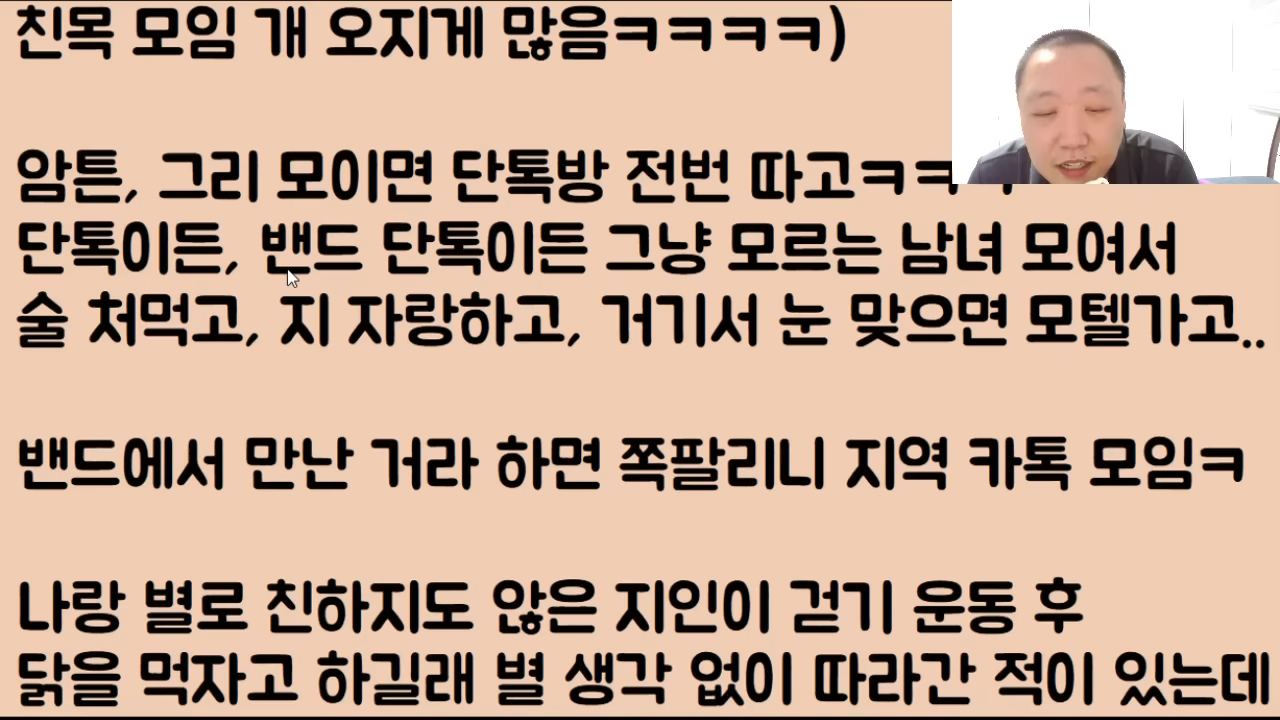 친목 모임 개 오지게 많음ㅋㅋㅋㅋ)
암튼, 그리 모이면 단톡방 전번 따고ㅋㅋ
단톡이든, 밴드 단톡이든 그냥 모르는 남녀 모여서
술 처먹고, 지 자랑하고, 거기서 눈 맞으면 모텔가고..
밴드에서 만난 거라 하면 쪽팔리니 지역 카톡 모임ㅋ
나랑 별로 친하지도 않은 지인이 걷기 운동 후
닭을 먹자고 하길래 별 생각 없이 따라간 적이 있는데